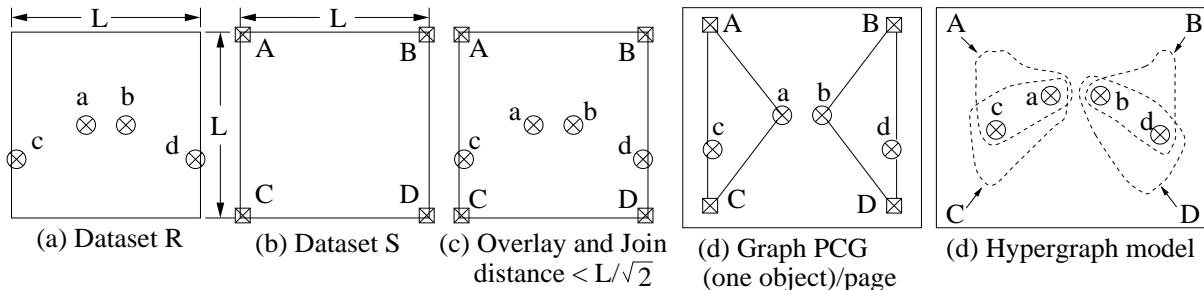 L
a b
c d
(a) Dataset R
L
L
A B
C D
(b) Dataset S
A B
a b
c d
C D
(c) Overlay and Join
distance < L/√2
A B
a b
c d
C D
(d) Graph PCG
(one object)/page
A B
a b
c d
C D
(d) Hypergraph model